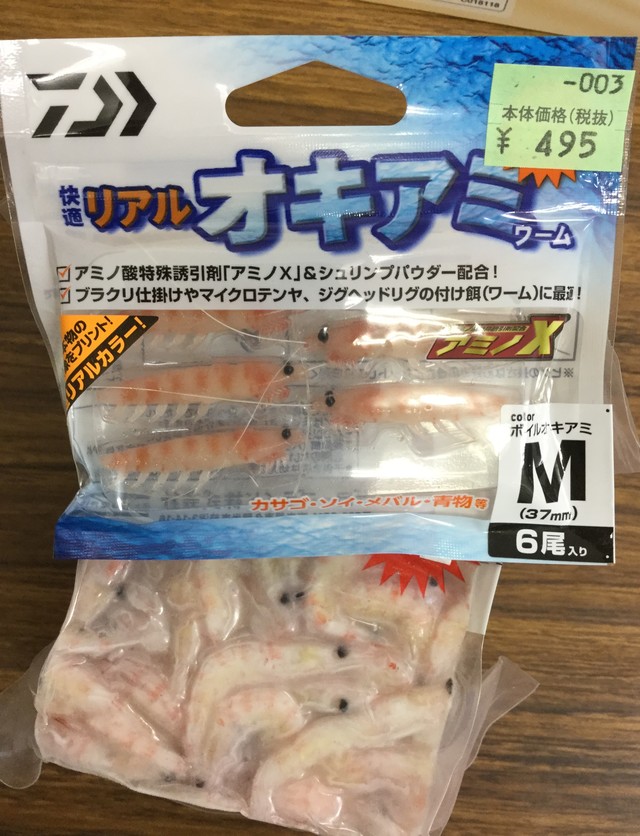 -003
本体価格(税抜)
¥ 495
快適 リアル オキアミ
ワーム
アミノ酸特殊誘引剤「アミノX」&シュリンプパウダー配合!
ブラクリ仕掛けやマイクロテンヤ、ジグヘッドリグの付け餌(ワーム)に最適!
をプリント!
リアルカラー!
アミノX
カサゴ・ソイ・メバル・青物等
color
ボイルオキアミ
M
(37mm)
6尾入り